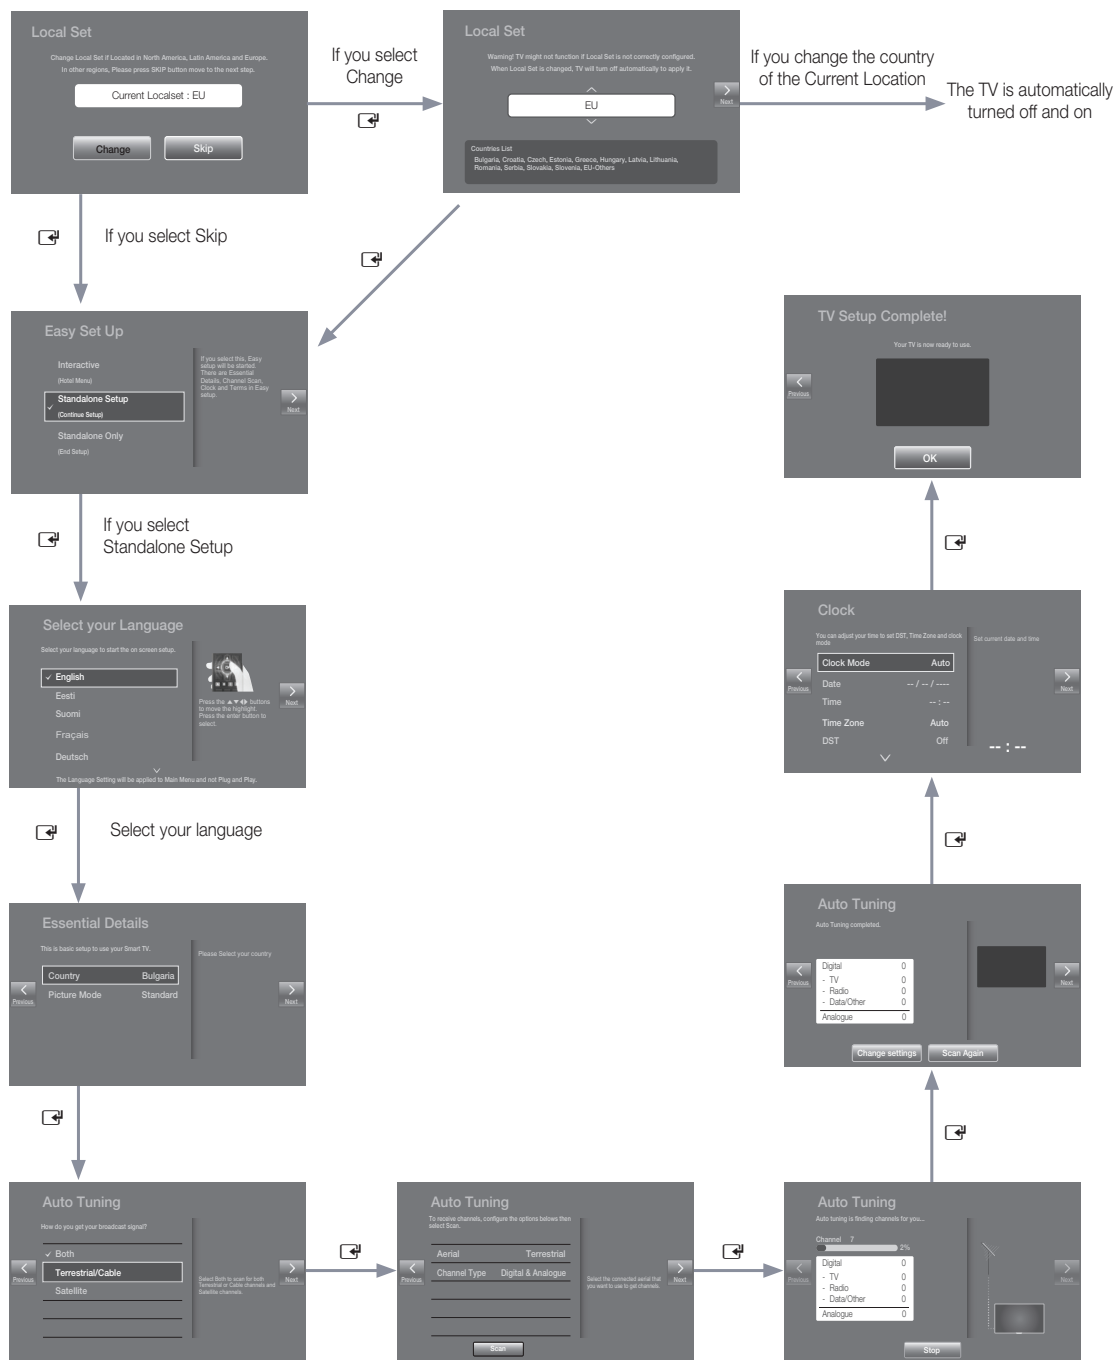 Local Set
Change Local Set if Located in North America, Latin America and Europe.
In other regions, Please press SKIP button move to the next step.
Current Localset : EU
Change
Skip
If you select
Change
Local Set
Warning! TV might not function if Local Set is not correctly configured.
When Local Set is changed, TV will turn off automatically to apply it.
EU
Next
Countries List
Bulgaria, Croatia, Czech, Estonia, Greece, Hungary, Latvia, Lithuania,
Romania, Serbia, Slovakia, Slovenia, EU-Others
If you change the country
of the Current Location
The TV is automatically
turned off and on
If you select Skip
Easy Set Up
Interactive
(Hotel Menu)
✓ Standalone Setup
(Continue Setup)
Standalone Only
(End Setup)
If you select this, Easy
setup will be started.
There are Essential
Details, Channel Scan,
Clock and Terms in Easy
setup.
Next
If you select
Standalone Setup
Select your Language
Select your language to start the on screen setup.
✓ English
Eesti
Suomi
Fraçais
Deutsch
Press the ▲▼◀▶ buttons
to move the highlight.
Press the enter button to
select.
Next
The Language Setting will be applied to Main Menu and not Plug and Play.
Select your language
Essential Details
This is basic setup to use your Smart TV.
Country Bulgaria
Picture Mode Standard
Please Select your country
Previous
Next
Auto Tuning
How do you get your broadcast signal?
✓ Both
Terrestrial/Cable
Satellite
Select Both to scan for both
Terrestrial or Cable channels and
Satellite channels.
Previous
Next
Auto Tuning
To receive channels, configure the options belows then
select Scan.
Aerial Terrestrial
Channel Type Digital & Analogue
Select the connected aerial that
you want to use to get channels.
Previous
Next
Scan
Auto Tuning
Auto tuning is finding channels for you...
Channel 7
2%
Digital 0
- TV 0
- Radio 0
- Data/Other 0
Analogue 0
Previous
Next
Stop
Auto Tuning
Auto Tuning completed.
Digital 0
- TV 0
- Radio 0
- Data/Other 0
Analogue 0
Previous
Next
Change settings
Scan Again
Clock
You can adjust your time to set DST, Time Zone and clock
mode
Clock Mode Auto
Date -- / -- / ----
Time -- : --
Time Zone Auto
DST Off
Set current date and time
-- : --
Previous
Next
TV Setup Complete!
Your TV is now ready to use.
Previous
OK